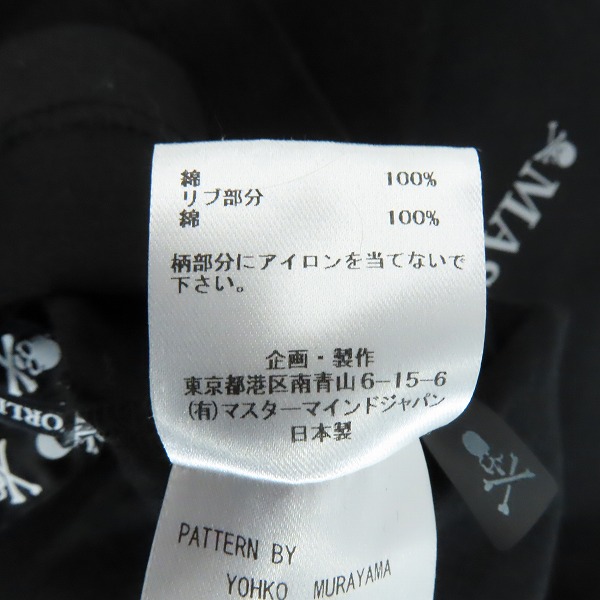 綿 100%
リブ部分
綿 100%
柄部分にアイロンを当てないで
下さい。
企画・製作
東京都港区南青山6-15-6
(有)マスターマインドジャパン
日本製
PATTERN BY
YOHKO MURAYAMA
MAS
ORL